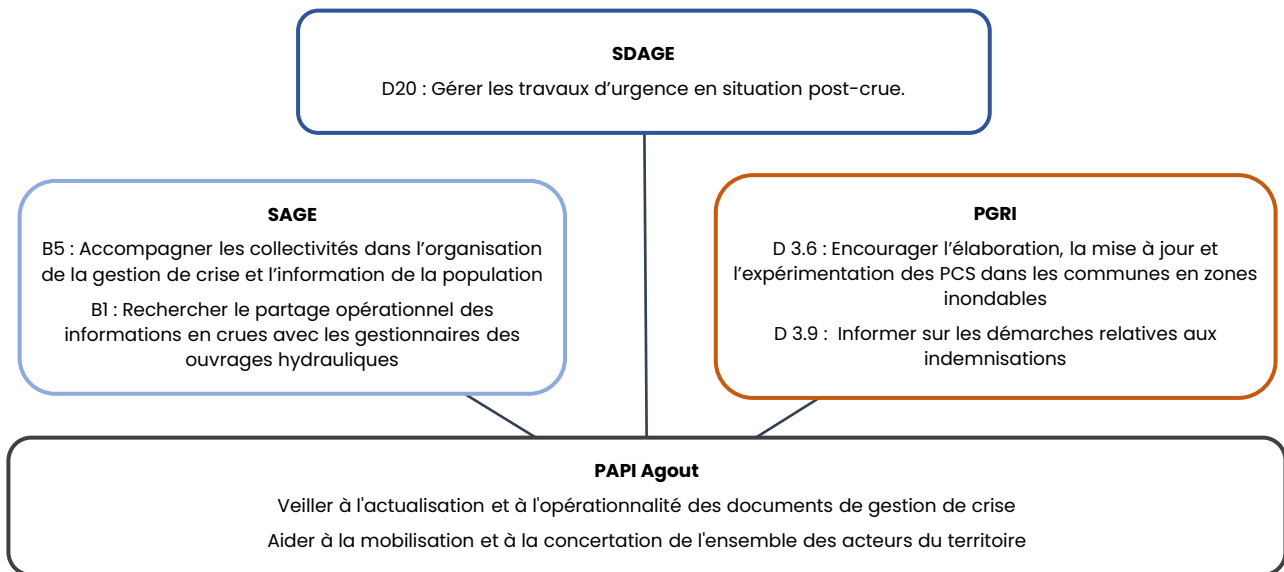 SDAGE
D20 : Gérer les travaux d’urgence en situation post-crue.
SAGE
B5 : Accompagner les collectivités dans l’organisation
de la gestion de crise et l’information de la population
B1 : Rechercher le partage opérationnel des
informations en crues avec les gestionnaires des
ouvrages hydrauliques
PGRI
D 3.6 : Encourager l’élaboration, la mise à jour et
l’expérimentation des PCS dans les communes en zones
inondables
D 3.9 : Informer sur les démarches relatives aux
indemnisations
PAPI Agout
Veiller à l'actualisation et à l'opérationnalité des documents de gestion de crise
Aider à la mobilisation et à la concertation de l'ensemble des acteurs du territoire